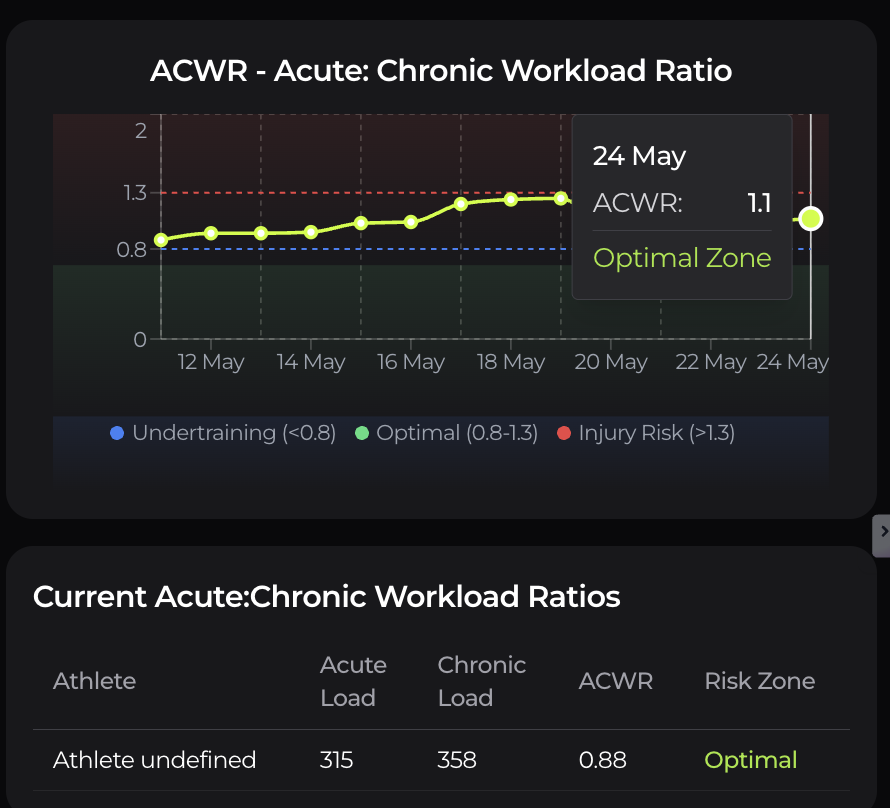 ACWR - Acute: Chronic Workload Ratio
2
1.3
0.8
0
24 May
ACWR: 1.1
Optimal Zone
12 May 14 May 16 May 18 May 20 May 22 May 24 May
Undertraining (<0.8) Optimal (0.8-1.3) Injury Risk (>1.3)
Current Acute:Chronic Workload Ratios
Athlete Acute Load Chronic Load ACWR Risk Zone
Athlete undefined 315 358 0.88 Optimal